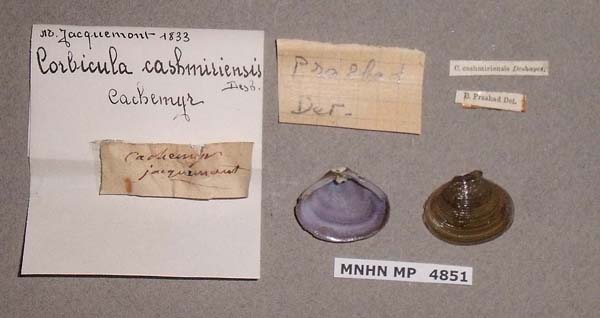 M. Jacquemont 1833
Corbicula cashmiriensis
Desh.
Cachemyr
cachemyr
jacquemont
Prashad
Det.
C. cashmiriensis Deshayes.
B. Prashad Det.
MNHN MP 4851